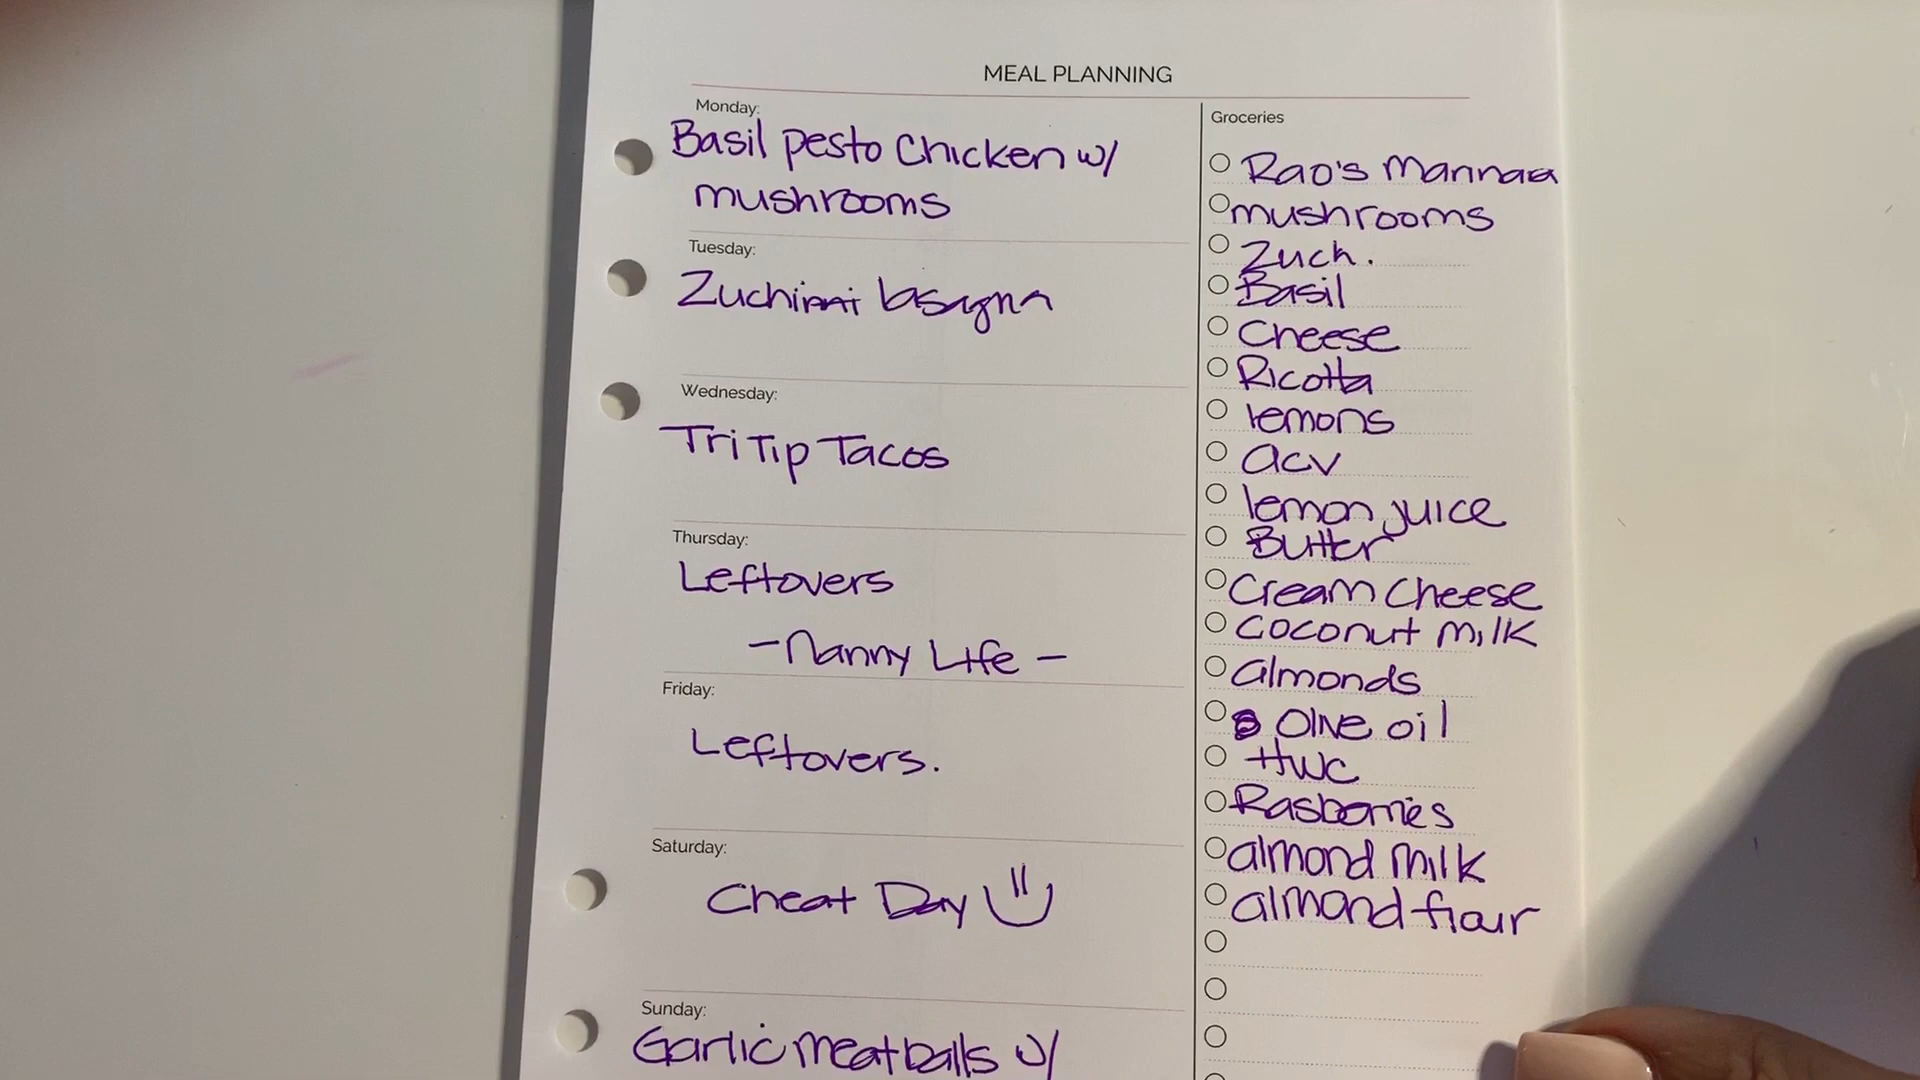 MEAL PLANNING
Monday:
Basil pesto Chicken w/
mushrooms
Tuesday:
Zuchinni lasagna
Wednesday:
Tri Tip Tacos
Thursday:
Leftovers
- Nanny Life -
Friday:
Leftovers.
Saturday:
Cheat Day
Sunday:
Garlic meatballs w/
Groceries
Rao's
mushrooms
Zuch.
Basil
Cheese
Ricotta
lemons
acv
lemon juice
Butter
Cream Cheese
coconut milk
almonds
Olive oil
HWC
Rasberries
almond milk
almond flour